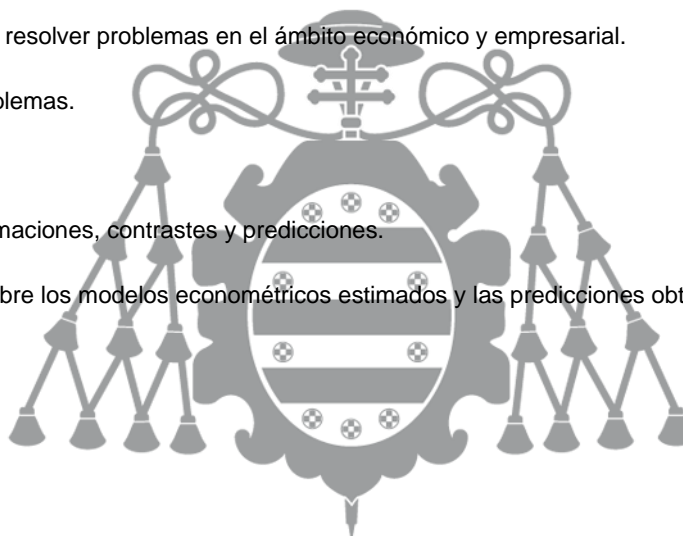 resolver problemas en el ámbito económico y empresarial.
blemas.
maciones, contrastes y predicciones.
bre los modelos econométricos estimados y las predicciones obt